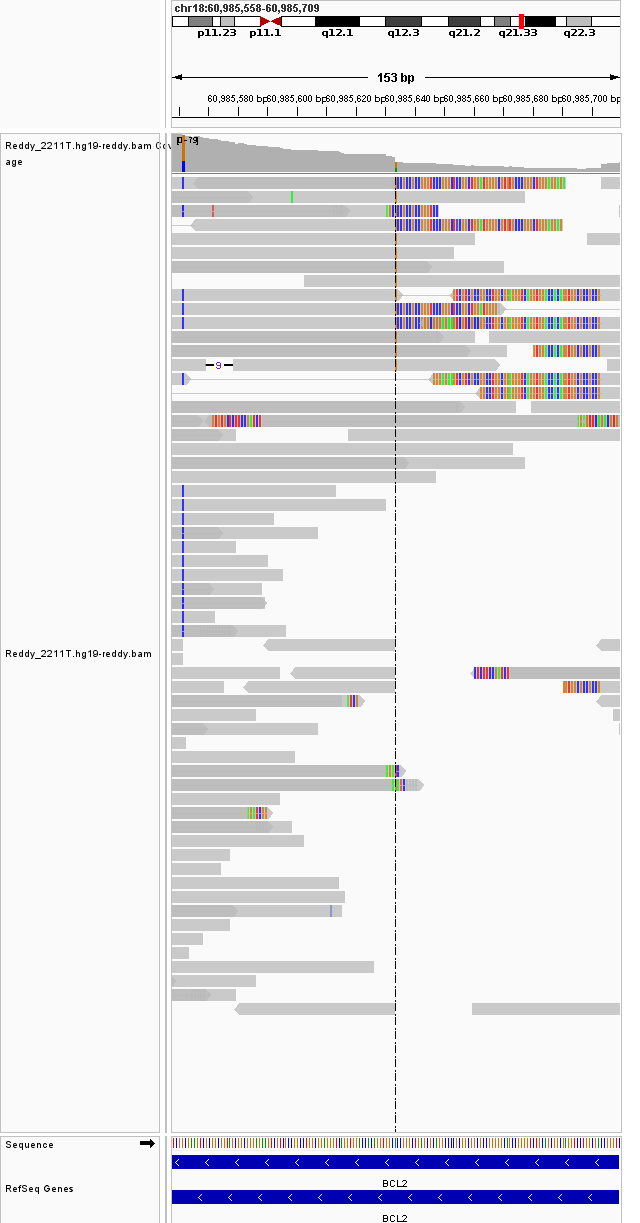 chr18:60,985,558-60,985,709
p11.23 p11.1 q12.1 q12.3 q21.2 q21.33 q22.3
153 bp
60,985,580 bp 60,985,600 bp 60,985,620 bp 60,985,640 bp 60,985,660 bp 60,985,680 bp 60,985,700 bp
Reddy_2211T.hg19-reddy.bam Cov
age
9
Reddy_2211T.hg19-reddy.bam
Sequence
BCL2
RefSeq Genes
BCL2